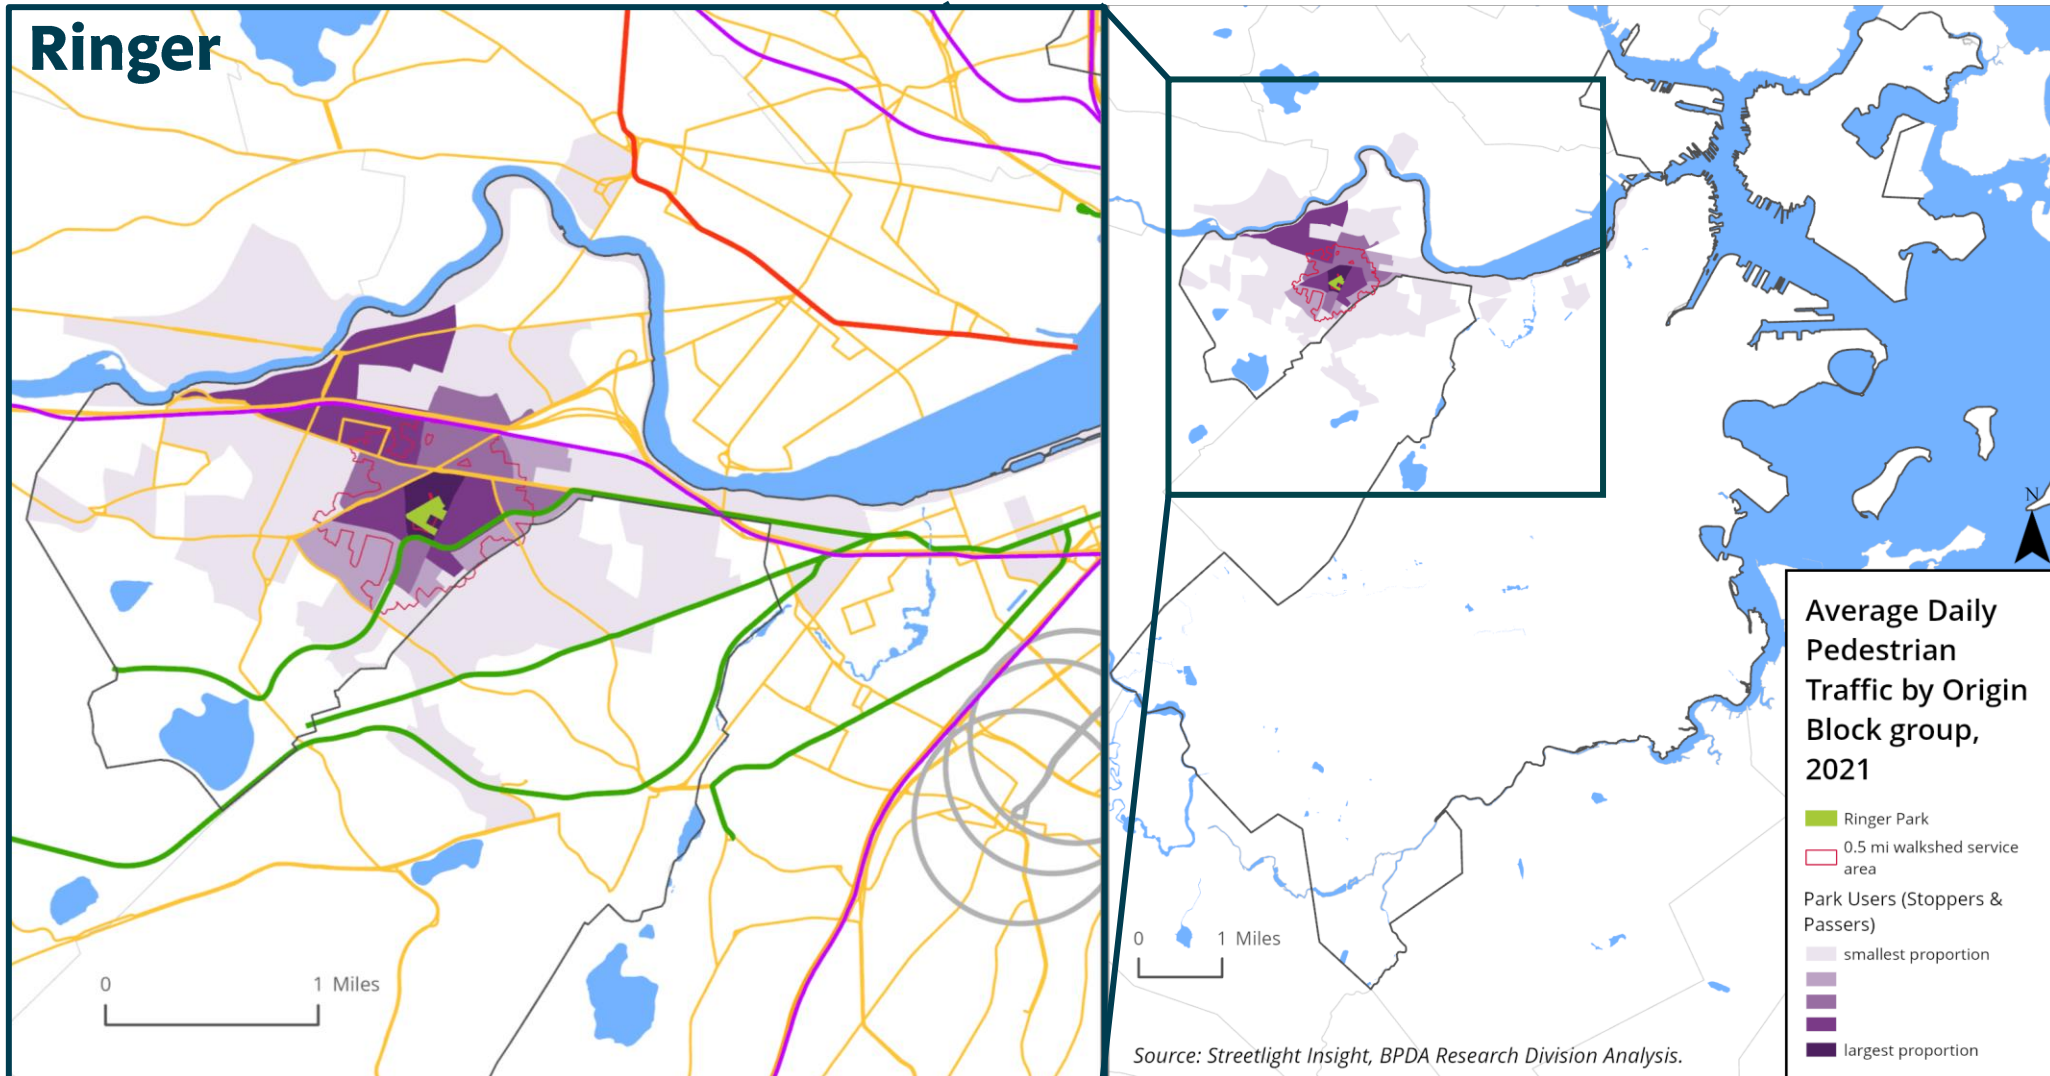 Ringer
0 1 Miles
0 1 Miles
Source: Streetlight Insight, BPDA Research Division Analysis.
N
Average Daily
Pedestrian
Traffic by Origin
Block group,
2021
Ringer Park
0.5 mi walkshed service
area
Park Users (Stoppers &
Passers)
smallest proportion
largest proportion